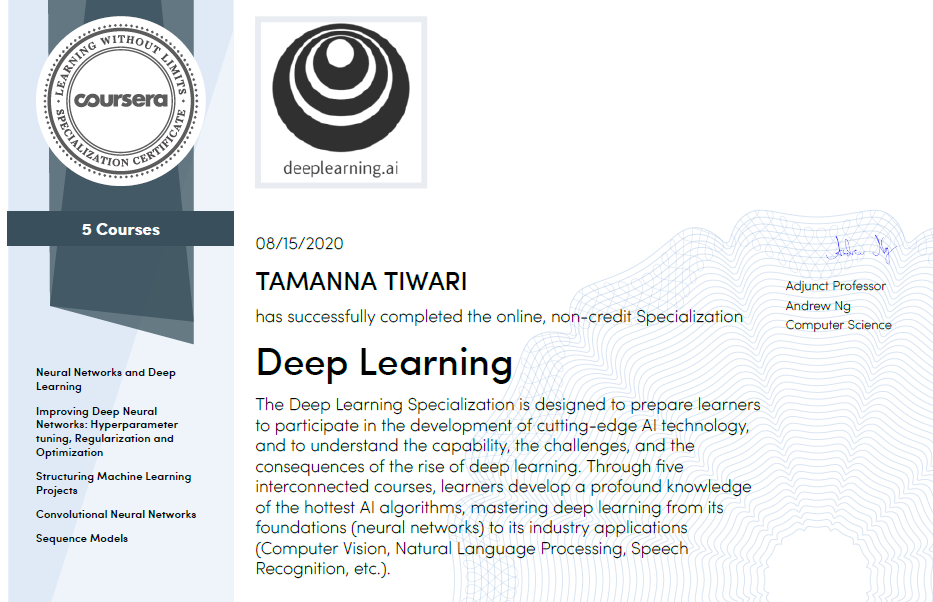 LEARNING WITHOUT LIMITS
coursera
SPECIALIZATION CERTIFICATE
5 Courses
Neural Networks and Deep
Learning
Improving Deep Neural
Networks: Hyperparameter
tuning, Regularization and
Optimization
Structuring Machine Learning
Projects
Convolutional Neural Networks
Sequence Models
deeplearning.ai
08/15/2020
TAMANNA TIWARI
has successfully completed the online, non-credit Specialization
Deep Learning
The Deep Learning Specialization is designed to prepare learners
to participate in the development of cutting-edge AI technology,
and to understand the capability, the challenges, and the
consequences of the rise of deep learning. Through five
interconnected courses, learners develop a profound knowledge
of the hottest AI algorithms, mastering deep learning from its
foundations (neural networks) to its industry applications
(Computer Vision, Natural Language Processing, Speech
Recognition, etc.).
Andrew Ng
Adjunct Professor
Andrew Ng
Computer Science